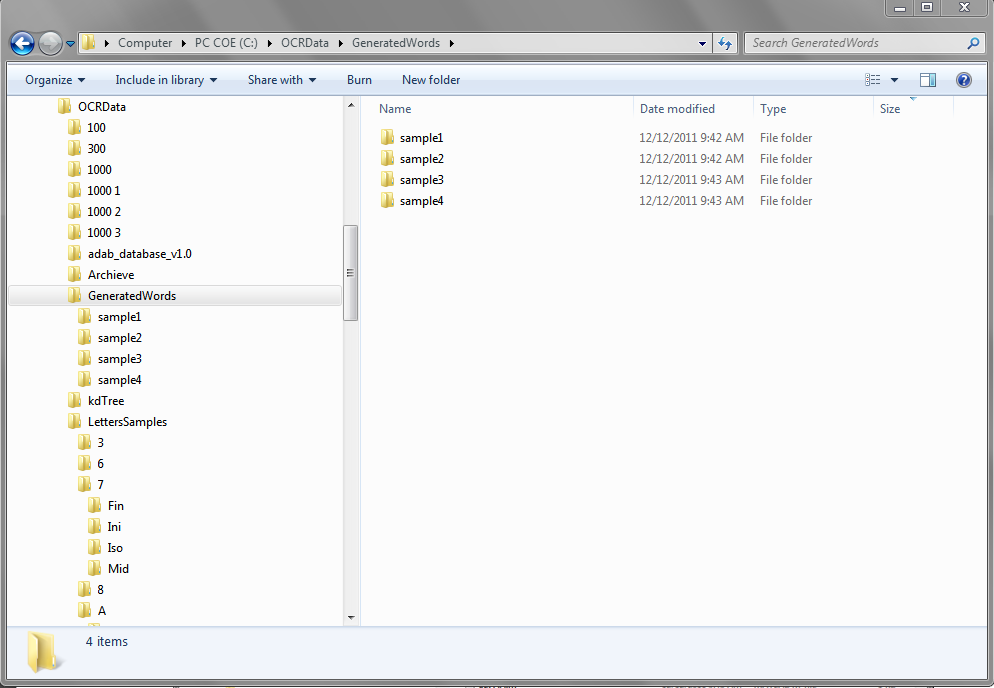 Computer PC COE (C:) OCRData GeneratedWords Search GeneratedWords
Organize Include in library Share with Burn New folder
OCRData
100
300
1000
1000 1
1000 2
1000 3
adab_database_v1.0
Archieve
GeneratedWords
sample1
sample2
sample3
sample4
kdTree
LettersSamples
3
6
7
Fin
Ini
Iso
Mid
8
A
Name Date modified Type Size
sample1 12/12/2011 9:42 AM File folder
sample2 12/12/2011 9:42 AM File folder
sample3 12/12/2011 9:43 AM File folder
sample4 12/12/2011 9:43 AM File folder
4 items